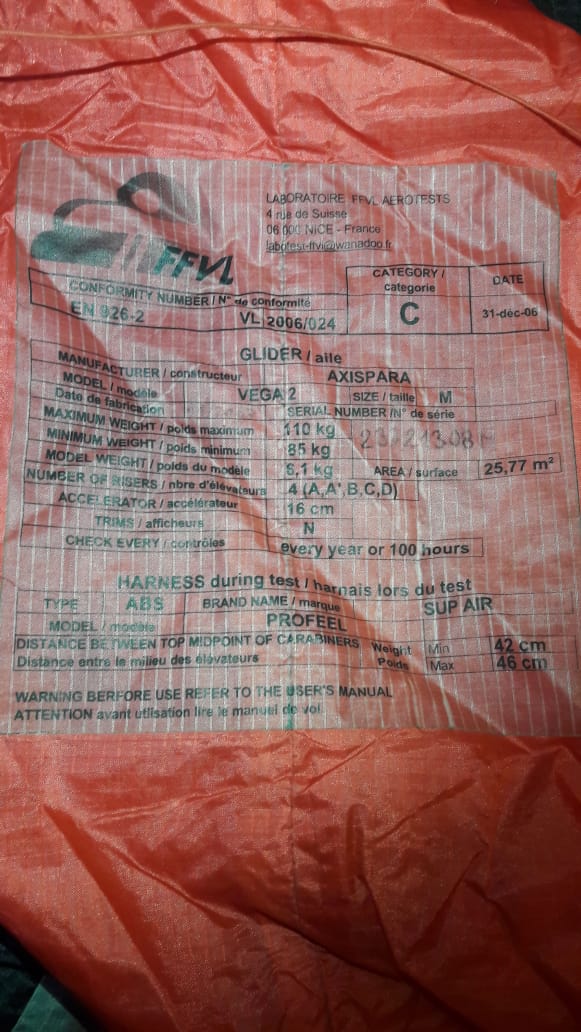 FFVL
LABORATOIRE FFVL AEROTESTS
4 rue de Suisse
06 000 NICE - France
labotest-ffvl@wanadoo.fr
CONFORMITY NUMBER / N° de conformité
EN 926-2 VL 2006/024
CATEGORY / categorie
C
DATE
31-déc-06
GLIDER / aile
MANUFACTURER / constructeur AXISPARA
MODEL / modèle VEGA 2 SIZE / taille M
Date de fabrication SERIAL NUMBER /N° de série
MAXIMUM WEIGHT / poids maximum 110 kg
MINIMUM WEIGHT / poids minimum 85 kg
MODEL WEIGHT / poids du modèle 6,1 kg AREA / surface 25,77 m²
NUMBER OF RISERS / nbre d'élévateurs 4 (A,A',B,C,D)
ACCELERATOR / accélérateur 16 cm
TRIMS / afficheurs N
CHECK EVERY / contrôles every year or 100 hours
HARNESS during test / harnais lors du test
TYPE ABS BRAND NAME / marque SUP AIR
MODEL / modèle PROFEEL
DISTANCE BETWEEN TOP MIDPOINT OF CARABINERS Weight Min 42 cm
Distance entre le milieu des élévateurs Poids Max 46 cm
WARNING BERFORE USE REFER TO THE USER'S MANUAL
ATTENTION avant utlisation lire le manuel de vol